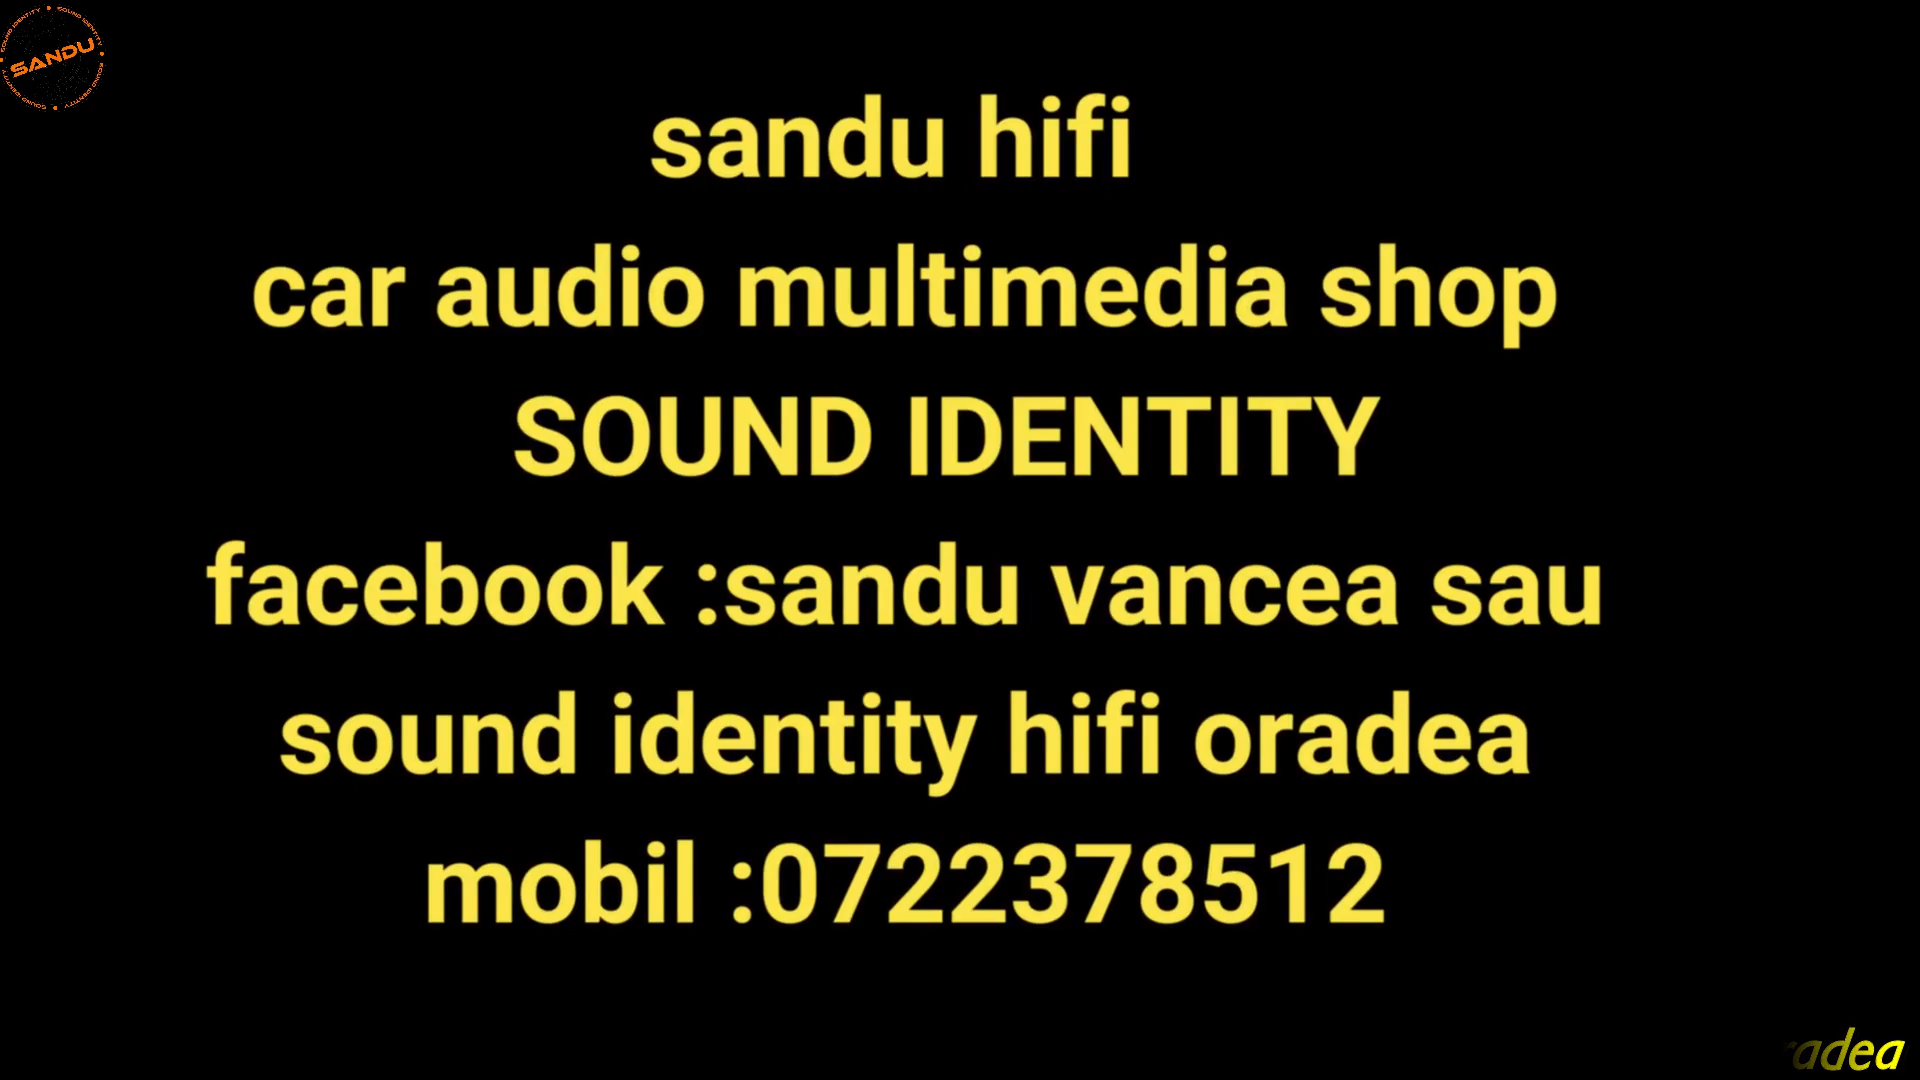 SANDU
sandu hifi
car audio multimedia shop
SOUND IDENTITY
facebook :sandu vancea sau
sound identity hifi oradea
mobil :0722378512
radea